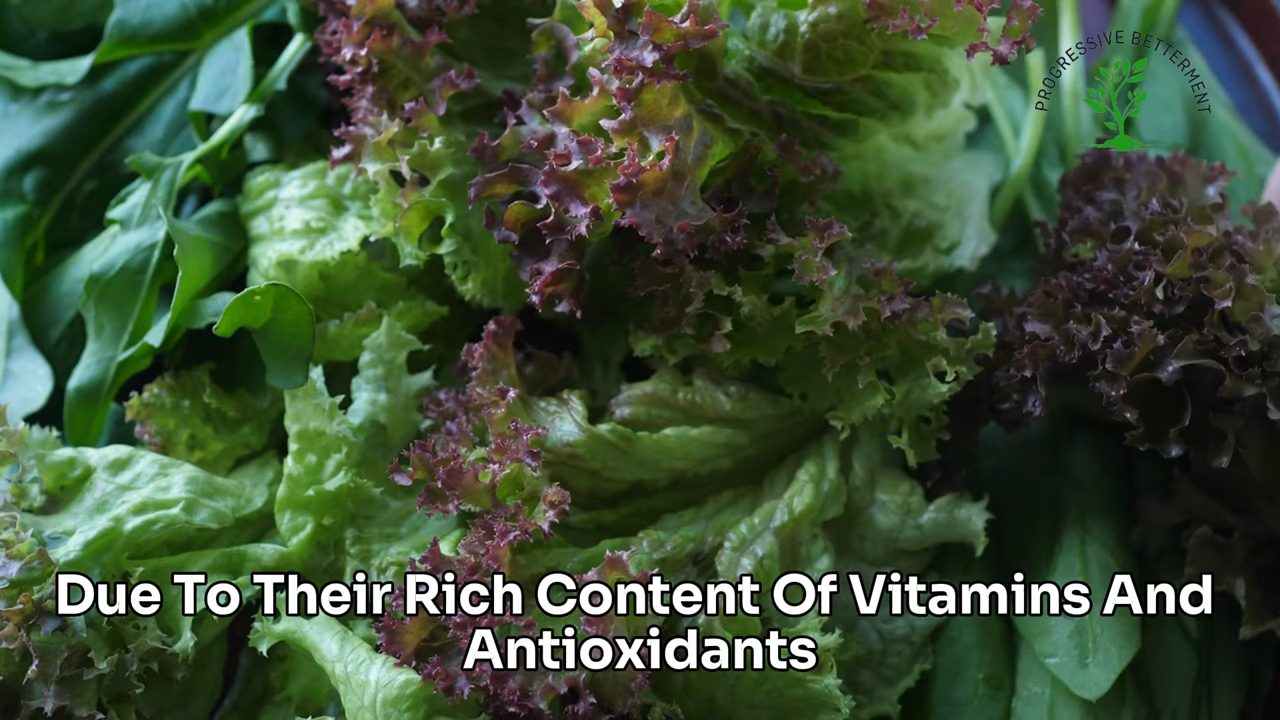 PROGRESSIVE BETTERMENT
Due To Their Rich Content Of Vitamins And
Antioxidants